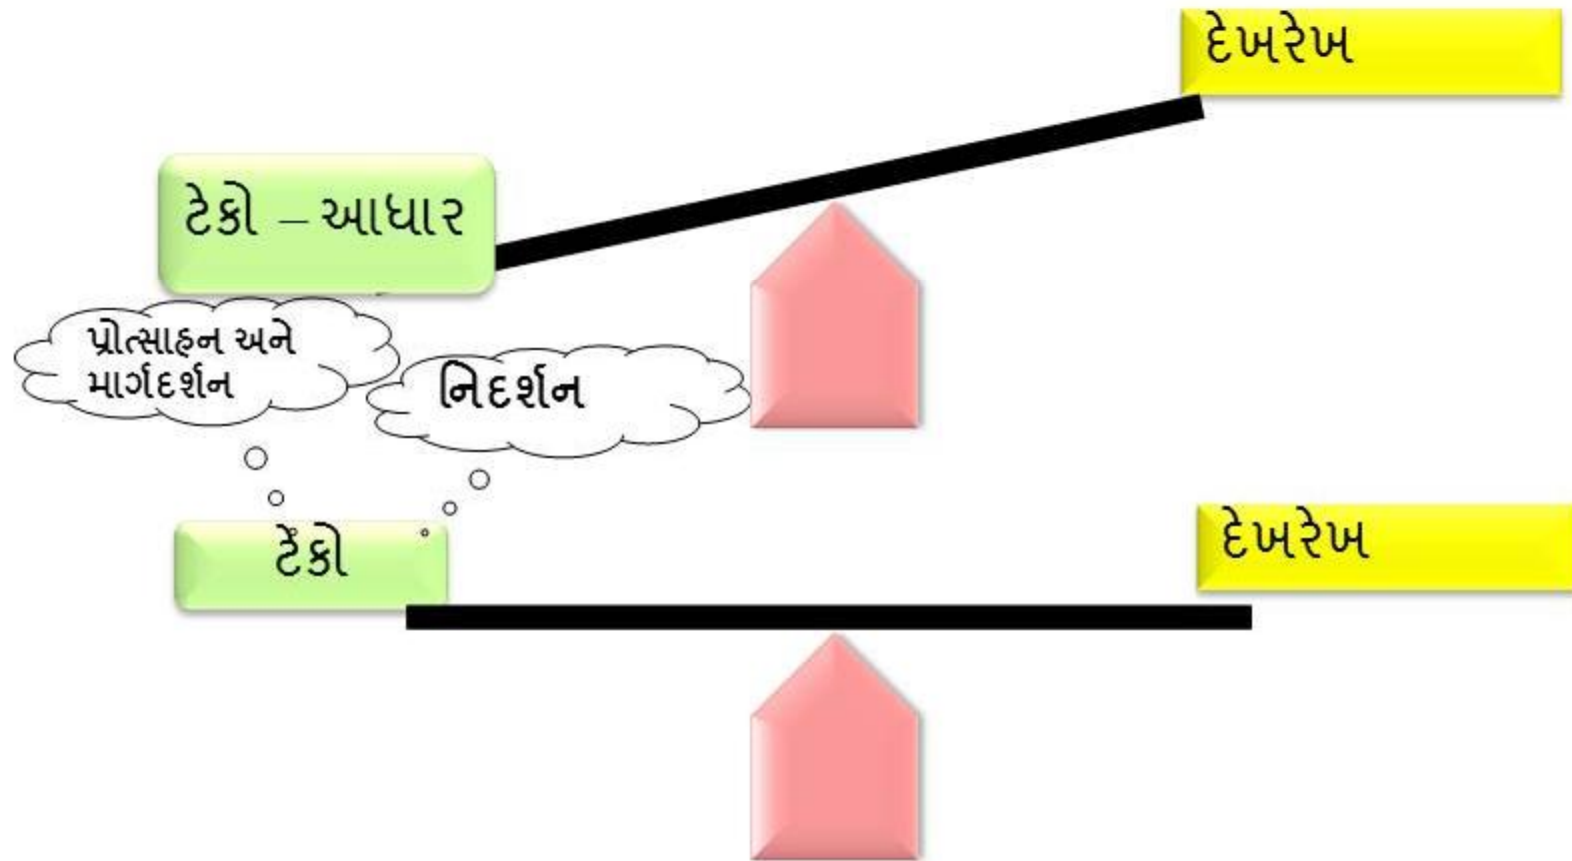 દેખરેખ
ટેકો – આધાર
પ્રોત્સાહન અને
માર્ગદર્શન
નિદર્શન
ટેકો
દેખરેખ